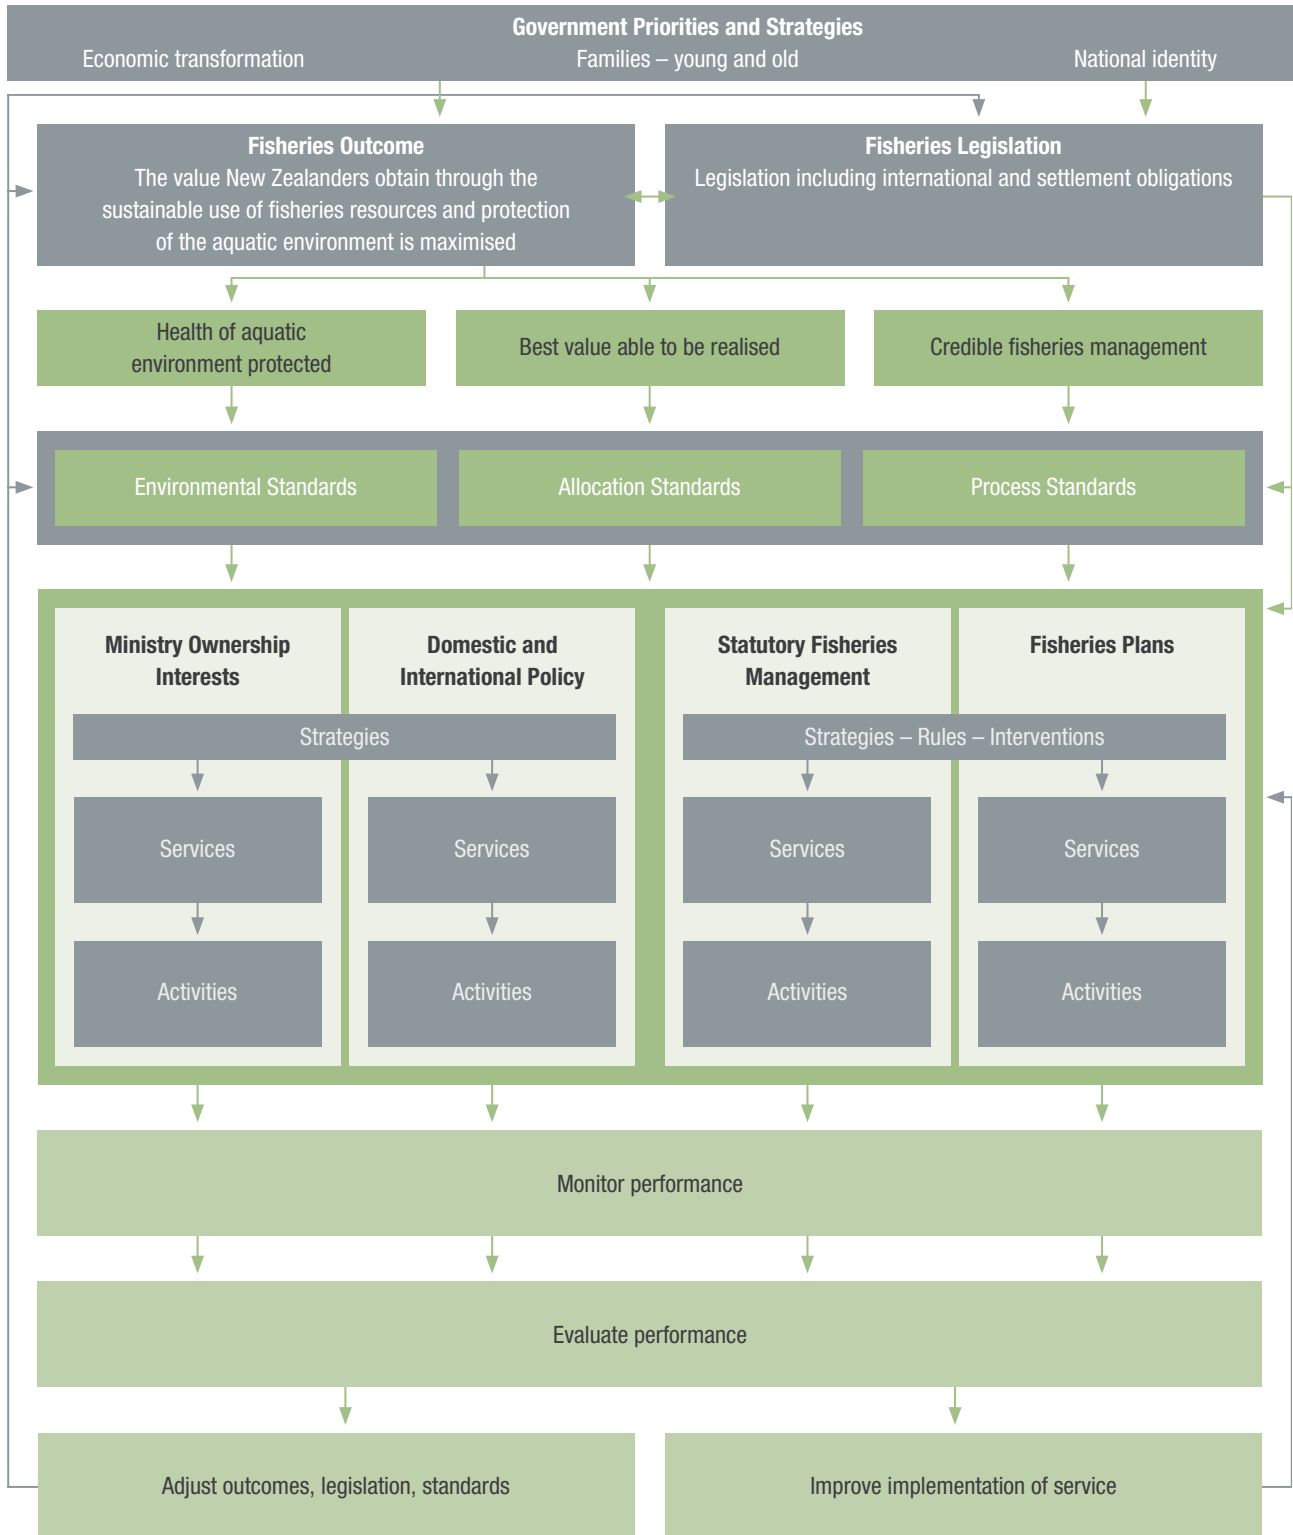 Government Priorities and Strategies
Economic transformation
Families – young and old
National identity
Fisheries Outcome
The value New Zealanders obtain through the
sustainable use of fisheries resources and protection
of the aquatic environment is maximised
Fisheries Legislation
Legislation including international and settlement obligations
Health of aquatic
environment protected
Best value able to be realised
Credible fisheries management
Environmental Standards
Allocation Standards
Process Standards
Ministry Ownership
Interests
Domestic and
International Policy
Statutory Fisheries
Management
Fisheries Plans
Strategies
Strategies – Rules – Interventions
Services
Services
Services
Services
Activities
Activities
Activities
Activities
Monitor performance
Evaluate performance
Adjust outcomes, legislation, standards
Improve implementation of service